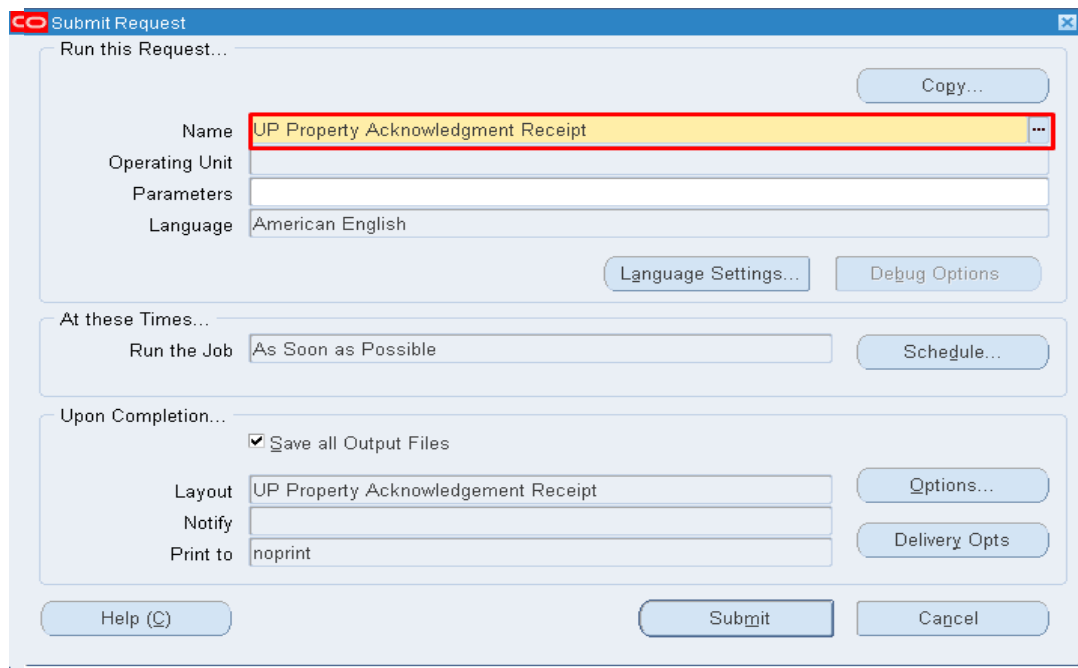 CO Submit Request
Run this Request...
Copy...
Name UP Property Acknowledgment Receipt ...
Operating Unit
Parameters
Language American English
Language Settings... Debug Options
At these Times...
Run the Job As Soon as Possible Schedule...
Upon Completion...
Save all Output Files
Layout UP Property Acknowledgement Receipt Options...
Notify
Print to noprint Delivery Opts
Help (C) Submit Cancel